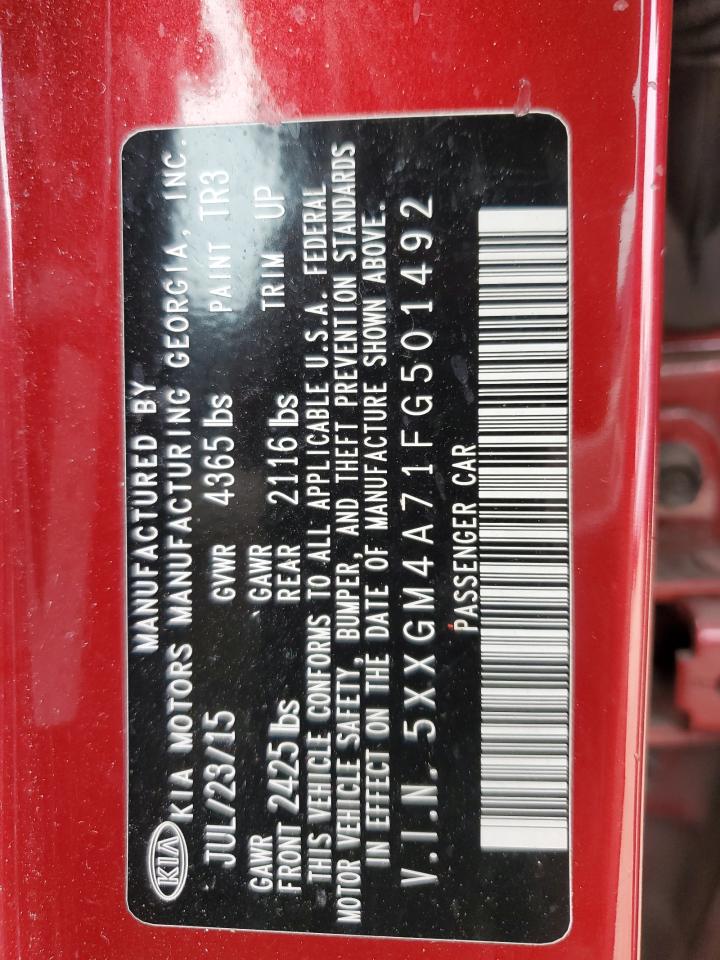 MANUFACTURED BY
KIA KIA MOTORS MANUFACTURING GEORGIA, INC.
JUL/23/15 GVWR 4365 lbs PAINT TR3
GAWR FRONT 2425 lbs GAWR REAR 2116 lbs TRIM UP
THIS VEHICLE CONFORMS TO ALL APPLICABLE U.S.A. FEDERAL
MOTOR VEHICLE SAFETY, BUMPER, AND THEFT PREVENTION STANDARDS
IN EFFECT ON THE DATE OF MANUFACTURE SHOWN ABOVE.
V.I.N. 5XXGM4A71FG501492
PASSENGER CAR